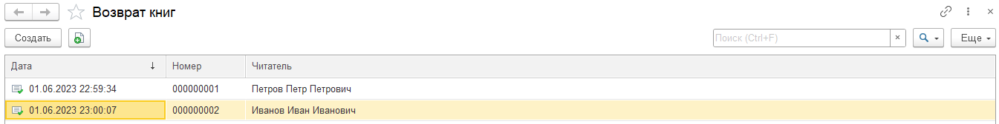 Возврат книг
Создать
Поиск (Ctrl+F)
Еще
Дата Номер Читатель
01.06.2023 22:59:34 000000001 Петров Петр Петрович
01.06.2023 23:00:07 000000002 Иванов Иван Иванович